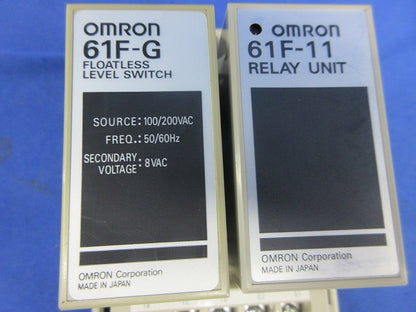 OMRON
61F-G
FLOATLESS
LEVEL SWITCH
SOURCE: 100/200VAC
FREQ.: 50/60Hz
SECONDARY
VOLTAGE: 8VAC
OMRON Corporation
MADE IN JAPAN
OMRON
61F-11
RELAY UNIT
OMRON Corporation
MADE IN JAPAN